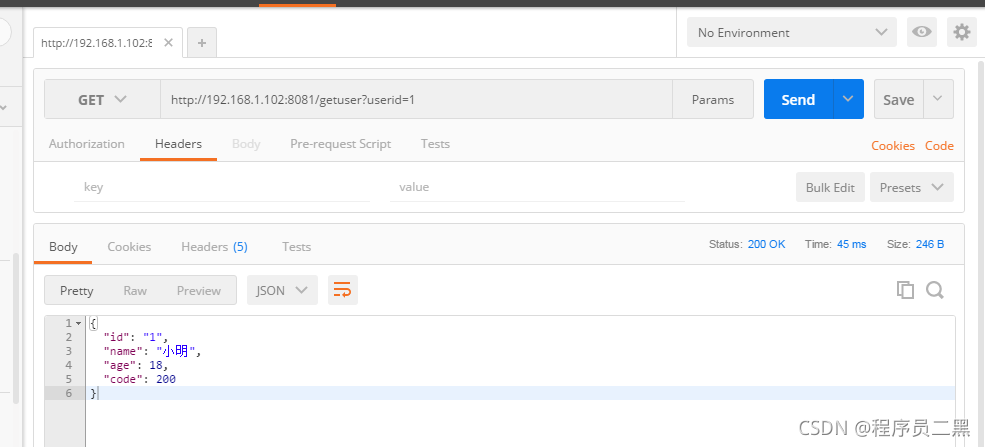 http://192.168.1.102:8 × +
No Environment
GET http://192.168.1.102:8081/getuser?userid=1 Params Send Save
Authorization Headers Body Pre-request Script Tests Cookies Code
key value Bulk Edit Presets
Body Cookies Headers (5) Tests Status: 200 OK Time: 45 ms Size: 246 B
Pretty Raw Preview JSON
1 {
2 "id": "1",
3 "name": "小明",
4 "age": 18,
5 "code": 200
6 }
CSDN @程序员二黑